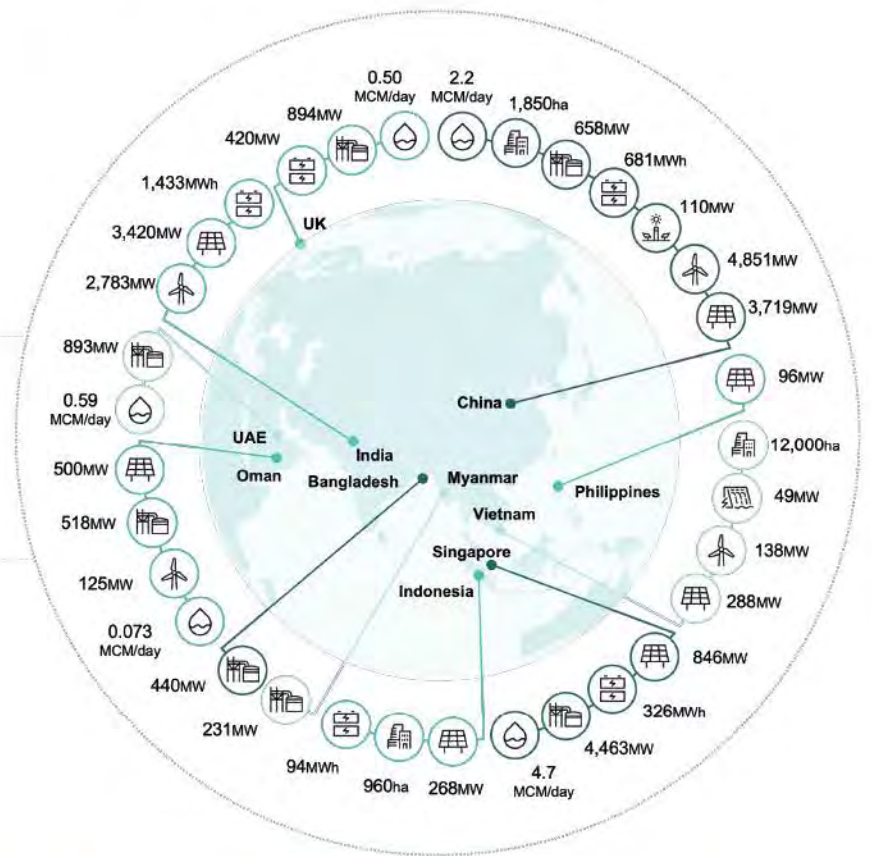 0.50
MCM/day
2.2
MCM/day
1,850ha
658MW
681MWh
110MW
4,851MW
3,719MW
96MW
12,000ha
49MW
138MW
288MW
846MW
326MWh
4,463MW
4.7
MCM/day
268MW
960ha
94MWh
231MW
440MW
0.073
MCM/day
125MW
518MW
500MW
0.59
MCM/day
893MW
2,783MW
3,420MW
1,433MWh
420MW
894MW
UK
China
UAE
India
Oman
Bangladesh
Myanmar
Philippines
Vietnam
Singapore
Indonesia